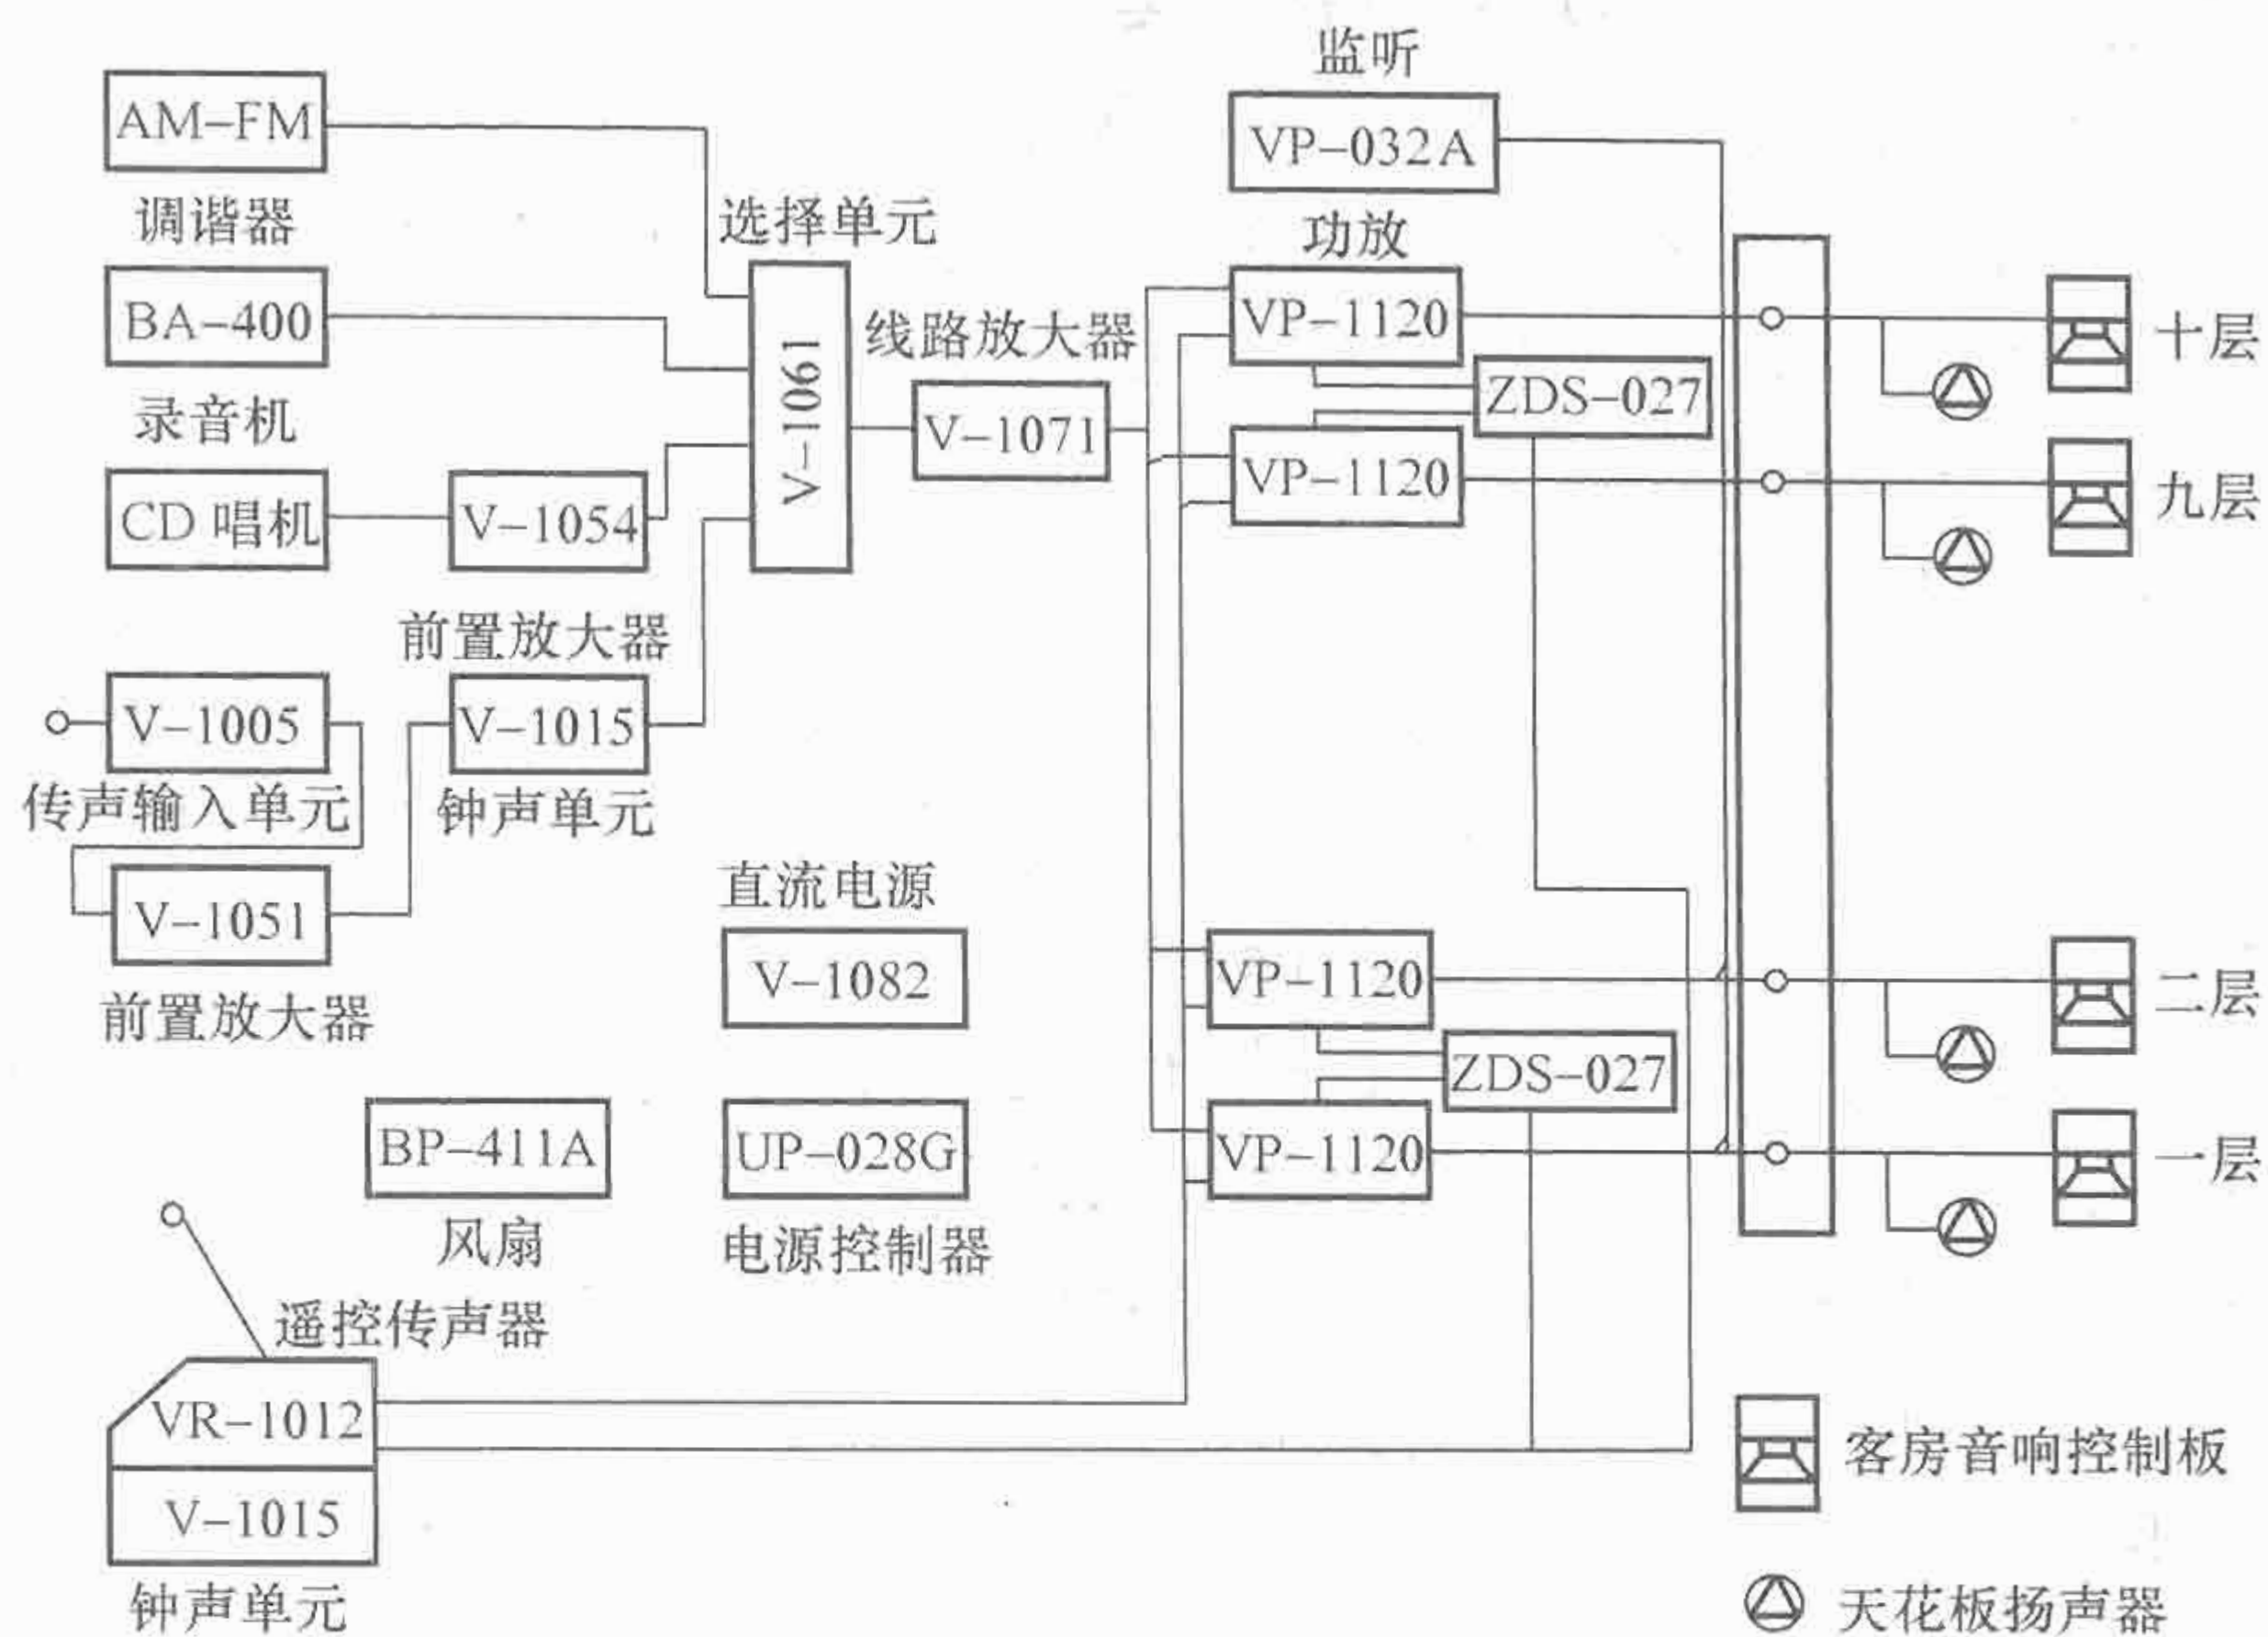 监听
AM-FM
VP-032A
调谐器
选择单元
功放
BA-400
VP-1120
十层
线路放大器
V-1061
ZDS-027
录音机
V-1071
CD 唱机
V-1054
VP-1120
九层
前置放大器
V-1005
V-1015
传声输入单元
钟声单元
直流电源
V-1051
V-1082
VP-1120
二层
前置放大器
ZDS-027
BP-411A
UP-028G
VP-1120
一层
风扇
电源控制器
遥控传声器
VR-1012
客房音响控制板
V-1015
钟声单元
天花板扬声器